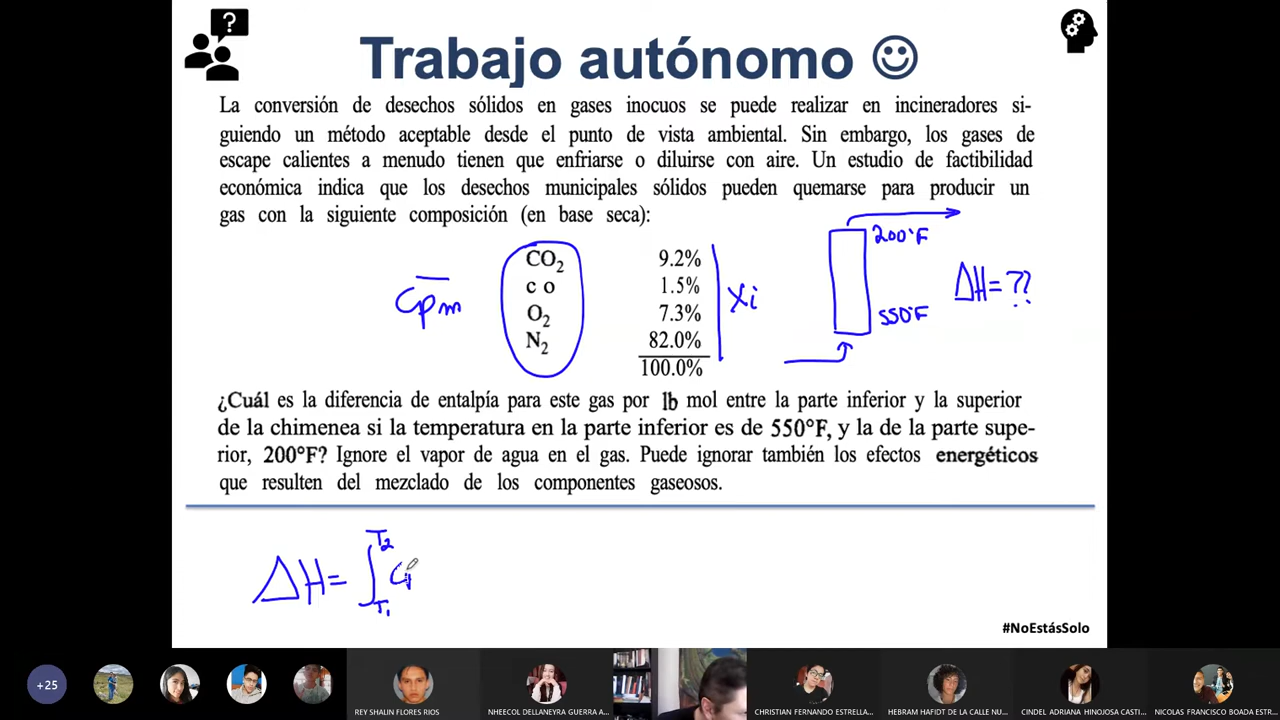 Trabajo autónomo
La conversión de desechos sólidos en gases inocuos se puede realizar en incineradores si-
guiendo un método aceptable desde el punto de vista ambiental. Sin embargo, los gases de
escape calientes a menudo tienen que enfriarse o diluirse con aire. Un estudio de factibilidad
económica indica que los desechos municipales sólidos pueden quemarse para producir un
gas con la siguiente composición (en base seca):
CO₂ 9.2%
c o 1.5%
O₂ 7.3%
N₂ 82.0%
100.0%
Cpm
Xi
200°F
550°F
ΔH = ??
¿Cuál es la diferencia de entalpía para este gas por lb mol entre la parte inferior y la superior
de la chimenea si la temperatura en la parte inferior es de 550°F, y la de la parte supe-
rior, 200°F? Ignore el vapor de agua en el gas. Puede ignorar también los efectos energéticos
que resulten del mezclado de los componentes gaseosos.
ΔH = ∫ T₁ T₂ Cp
#NoEstásSolo
+25
REY SHALIN FLORES RIOS
NHEECOL DELLANEYRA GUERRA A...
CHRISTIAN FERNANDO ESTRELLA...
HEBRAM HAFIDT DE LA CALLE NU...
CINDEL ADRIANA HINOJOSA CASTI...
NICOLAS FRANCISCO BOADA ESTR...